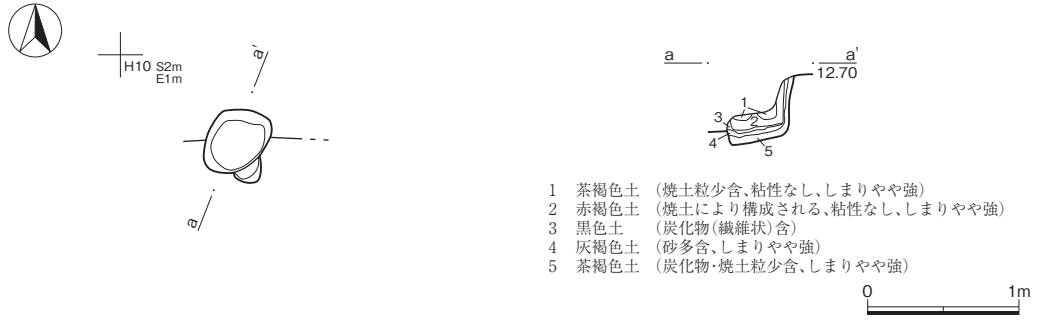 H10 S2m
E1m
a'
a
a a'
12.70
1
2
3
4
5
1 茶褐色土 (焼土粒少含、粘性なし、しまりやや強)
2 赤褐色土 (焼土により構成される、粘性なし、しまりやや強)
3 黒色土 (炭化物(繊維状)含)
4 灰褐色土 (砂多含、しまりやや強)
5 茶褐色土 (炭化物・焼土粒少含、しまりやや強)
0 1m